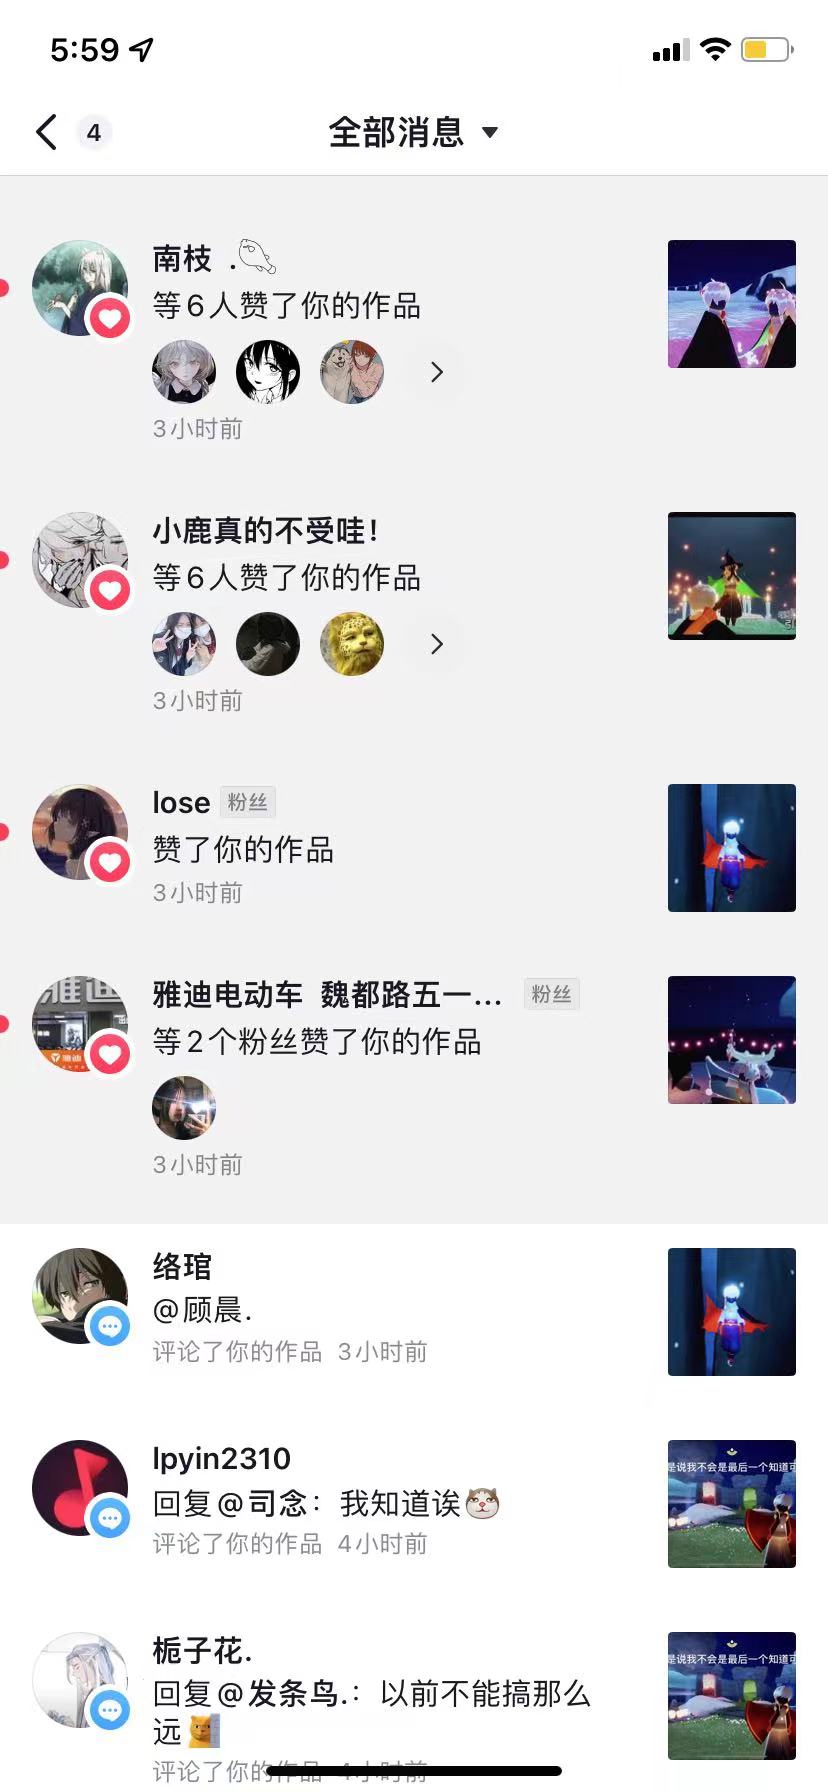 5:59
4
全部消息
南枝 .
等6人赞了你的作品
3小时前
小鹿真的不受哇！
等6人赞了你的作品
3小时前
lose 粉丝
赞了你的作品
3小时前
雅迪电动车 魏都路五一... 粉丝
等2个粉丝赞了你的作品
3小时前
络琯
@顾晨.
评论了你的作品 3小时前
lpyin2310
回复@司念：我知道诶
评论了你的作品 4小时前
是说我不会是最后一个知道
栀子花.
回复@发条鸟.：以前不能搞那么
远
评论了你的作品 4小时前
是说我不会是最后一个知道